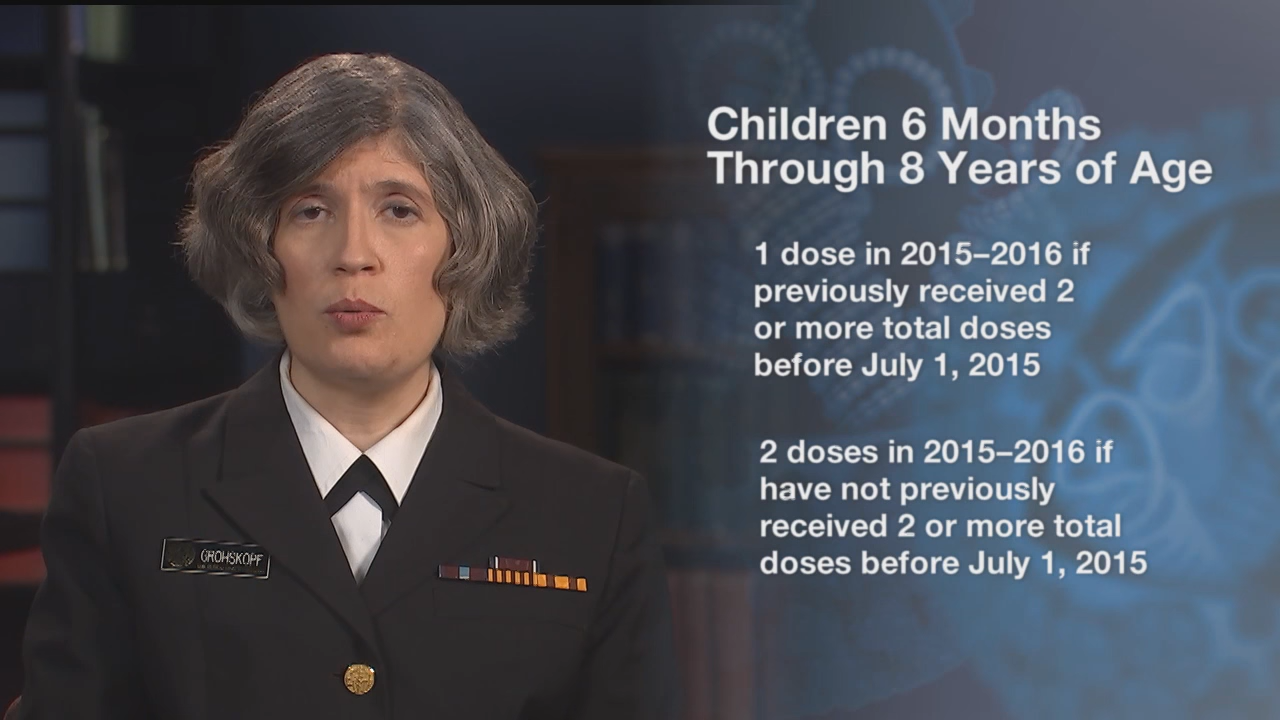 Children 6 Months
Through 8 Years of Age
1 dose in 2015–2016 if
previously received 2
or more total doses
before July 1, 2015
2 doses in 2015–2016 if
have not previously
received 2 or more total
doses before July 1, 2015
GROHSKOPF